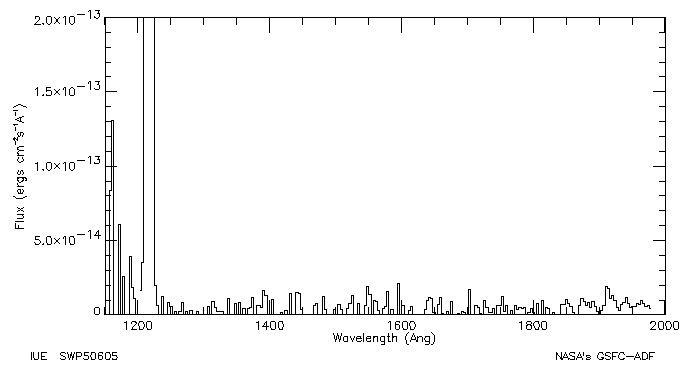 2.0×10⁻¹³
1.5×10⁻¹³
1.0×10⁻¹³
5.0×10⁻¹⁴
0
Flux (ergs cm⁻²s⁻¹A⁻¹)
1200 1400 1600 1800 2000
Wavelength (Ang)
IUE SWP50605 NASA's GSFC−ADF